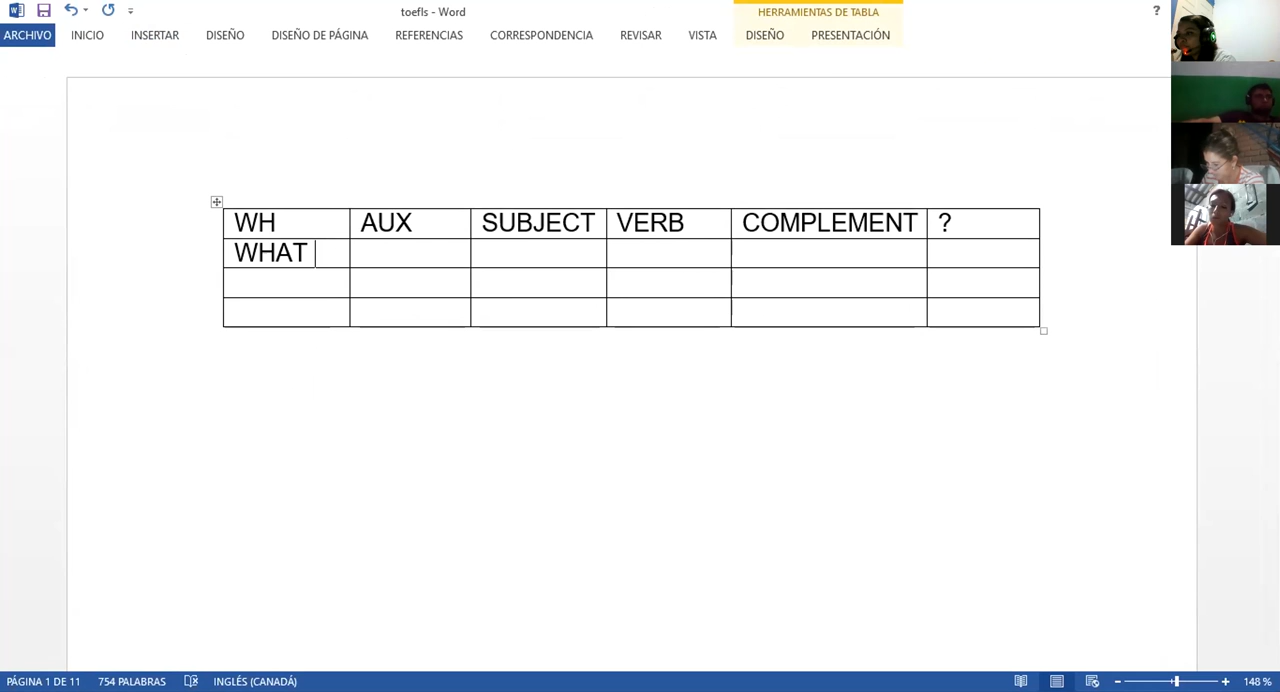 toefls - Word
HERRAMIENTAS DE TABLA
?
ARCHIVO INICIO INSERTAR DISEÑO DISEÑO DE PÁGINA REFERENCIAS CORRESPONDENCIA REVISAR VISTA DISEÑO PRESENTACIÓN
WH AUX SUBJECT VERB COMPLEMENT ?
WHAT
PÁGINA 1 DE 11 754 PALABRAS INGLÉS (CANADÁ) 148 %